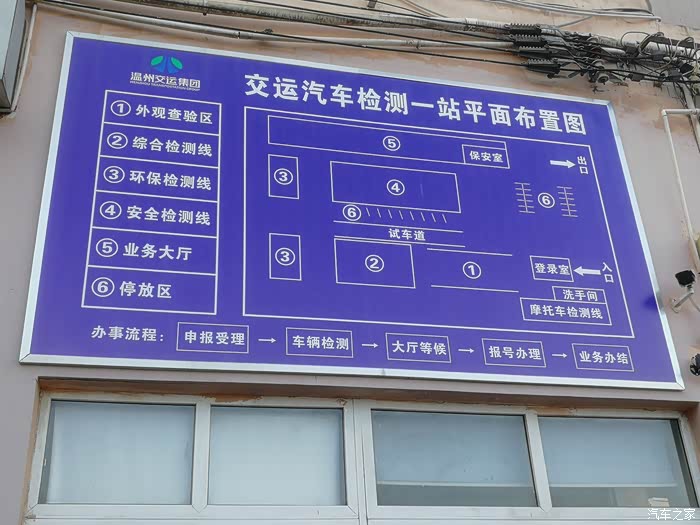 温州交运集团
交运汽车检测一站平面布置图
①外观查验区
②综合检测线
③环保检测线
④安全检测线
⑤业务大厅
⑥停放区
⑤
保安室
出口
③
④
⑥
⑥
试车道
③
②
①
登录室
入口
洗手间
摩托车检测线
办事流程：申报受理→车辆检测→大厅等候→报号办理→业务办结
汽车之家